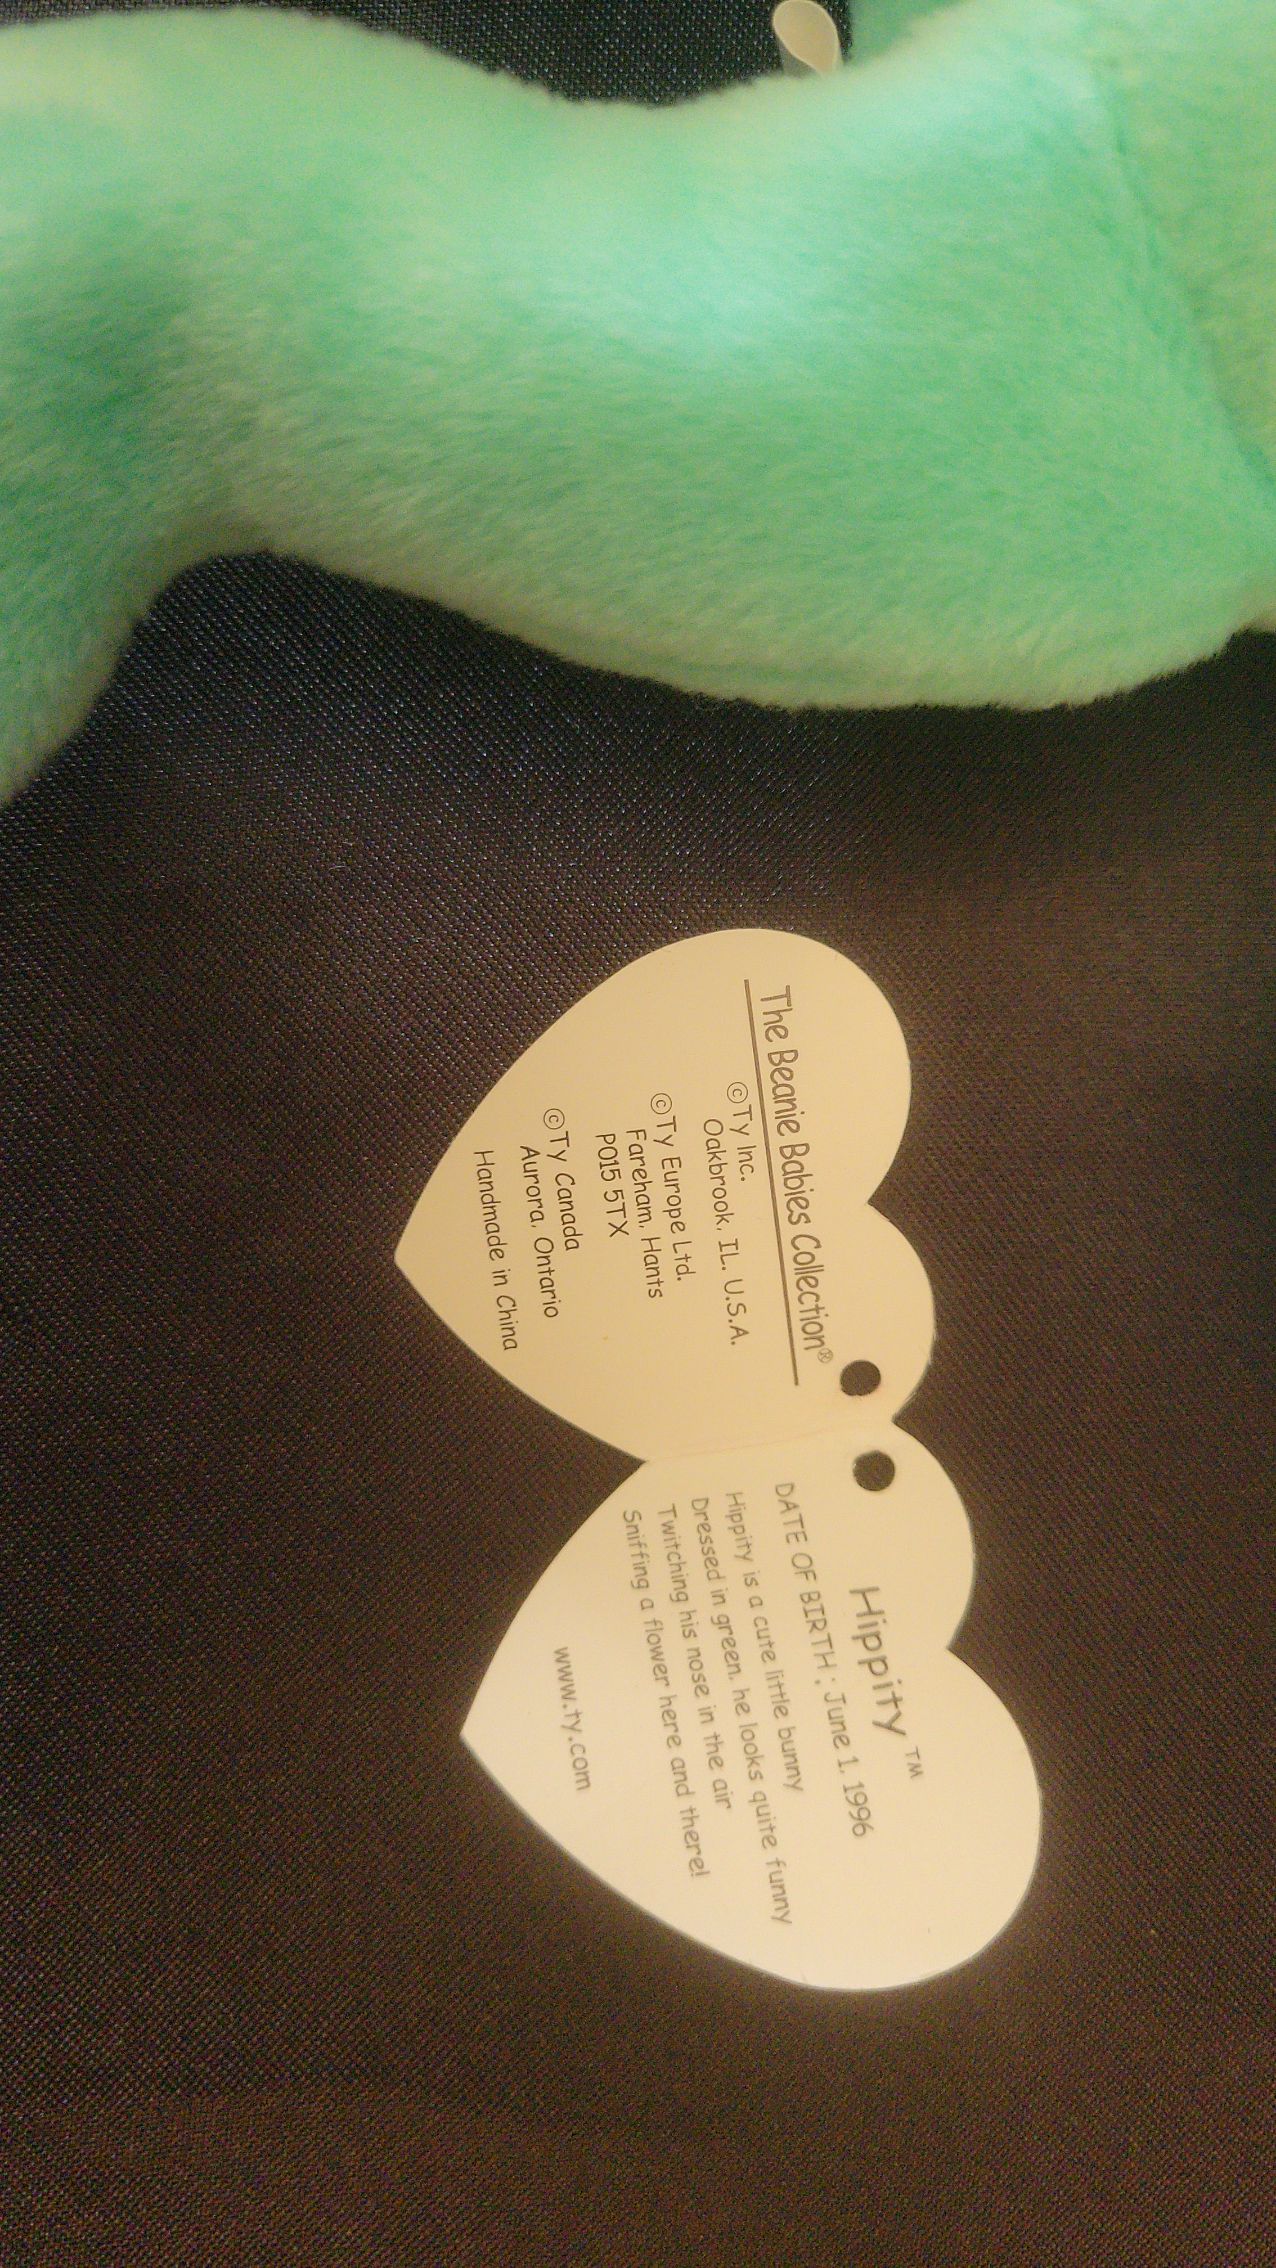 The Beanie Babies Collection®
©Ty Inc.
Oakbrook, IL. U.S.A.
©Ty Europe Ltd.
Fareham, Hants
PO15 5TX
©Ty Canada
Aurora, Ontario
Handmade in China
Hippity™
DATE OF BIRTH : June 1, 1996
Hippity is a cute little bunny
Dressed in green, he looks quite funny
Twitching his nose in the air
Sniffing a flower here and there!
www.ty.com